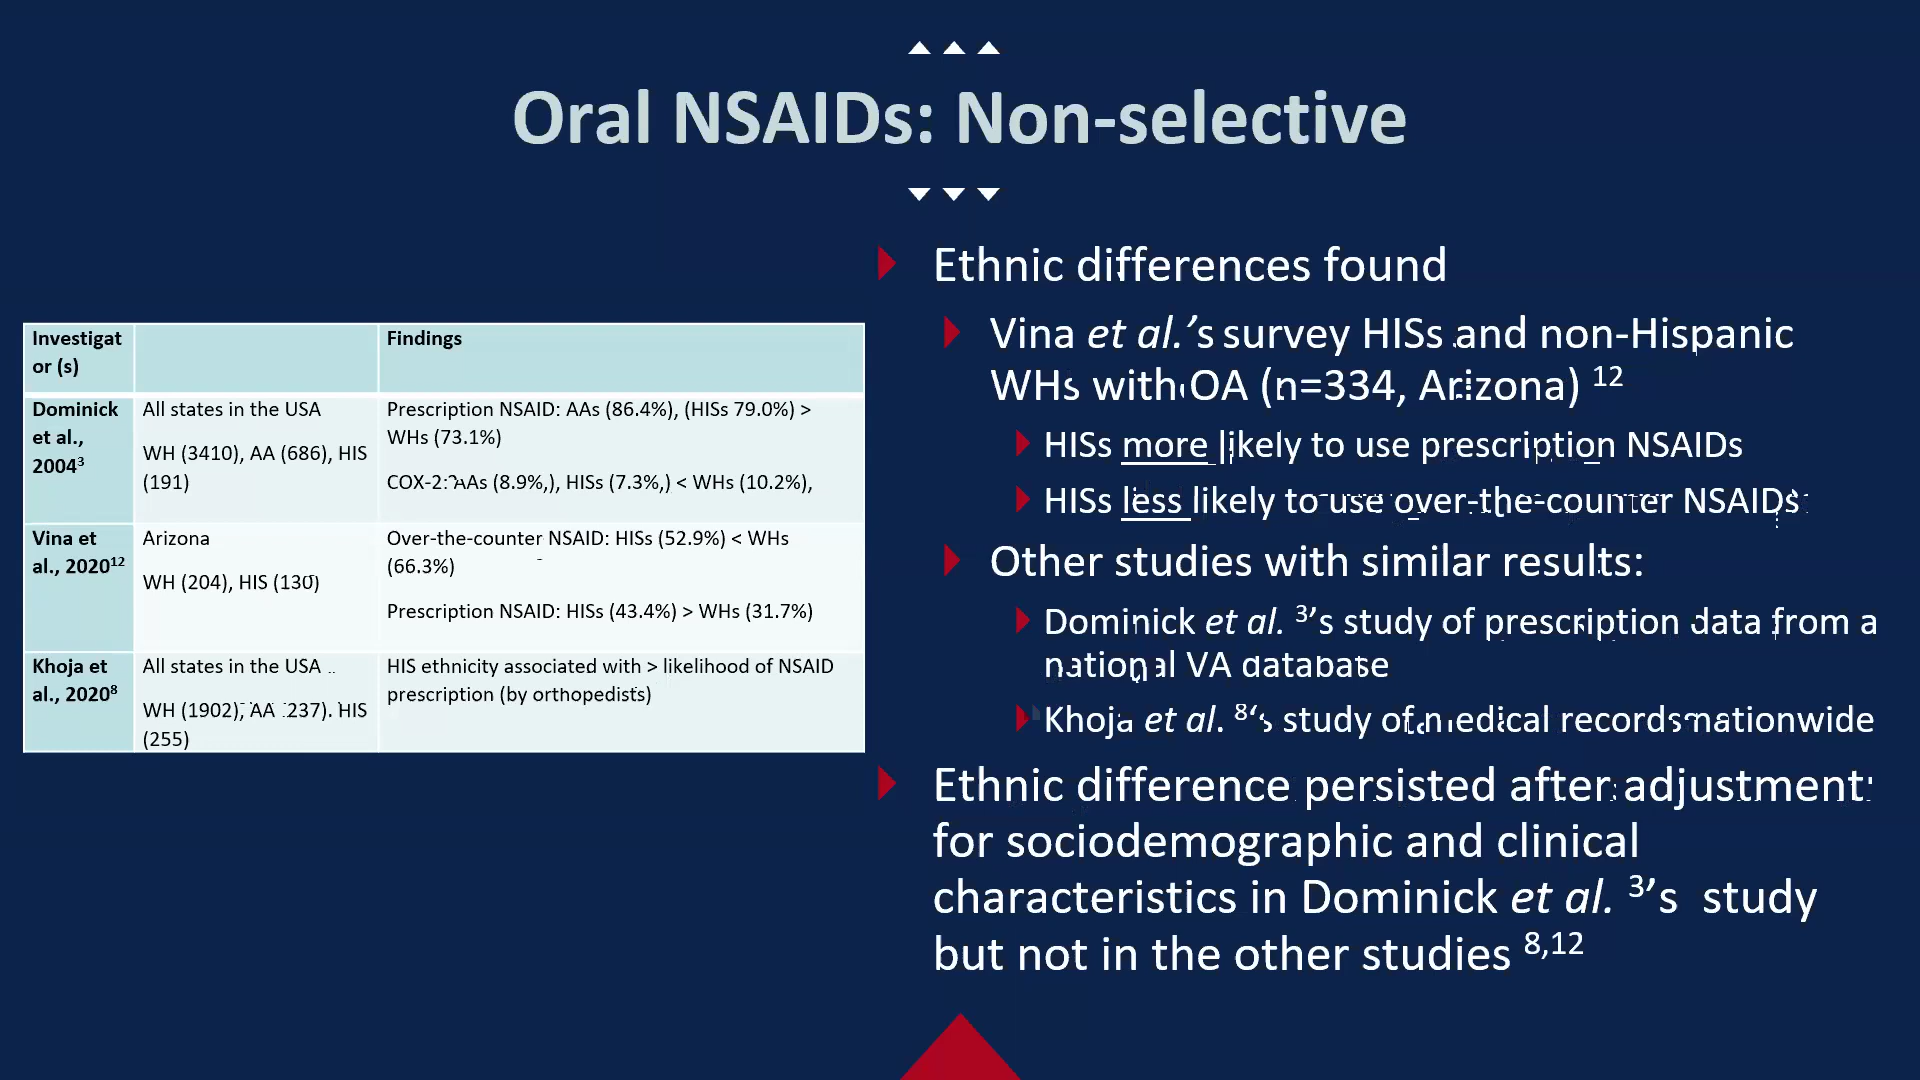 Oral NSAIDs: Non-selective
Investigat
or (s)
Findings
Dominick
et al.,
2004³
All states in the USA
WH (3410), AA (686), HIS
(191)
Prescription NSAID: AAs (86.4%), (HISs 79.0%) >
WHs (73.1%)
COX-2: AAs (8.9%,), HISs (7.3%,) < WHs (10.2%),
Vina et
al., 2020¹²
Arizona
WH (204), HIS (130)
Over-the-counter NSAID: HISs (52.9%) < WHs
(66.3%)
Prescription NSAID: HISs (43.4%) > WHs (31.7%)
Khoja et
al., 2020⁸
All states in the USA
WH (1902), AA (237). HIS
(255)
HIS ethnicity associated with > likelihood of NSAID
prescription (by orthopedists)
Ethnic differences found
Vina et al.’s survey HISs and non-Hispanic
WHs with OA (n=334, Arizona) ¹²
HISs more likely to use prescription NSAIDs
HISs less likely to use over-the-counter NSAIDs
Other studies with similar results:
Dominick et al. ³’s study of prescription data from a
national VA database
Khoja et al. ⁸‘s study of medical records nationwide
Ethnic difference persisted after adjustment
for sociodemographic and clinical
characteristics in Dominick et al. ³’s study
but not in the other studies ⁸,¹²